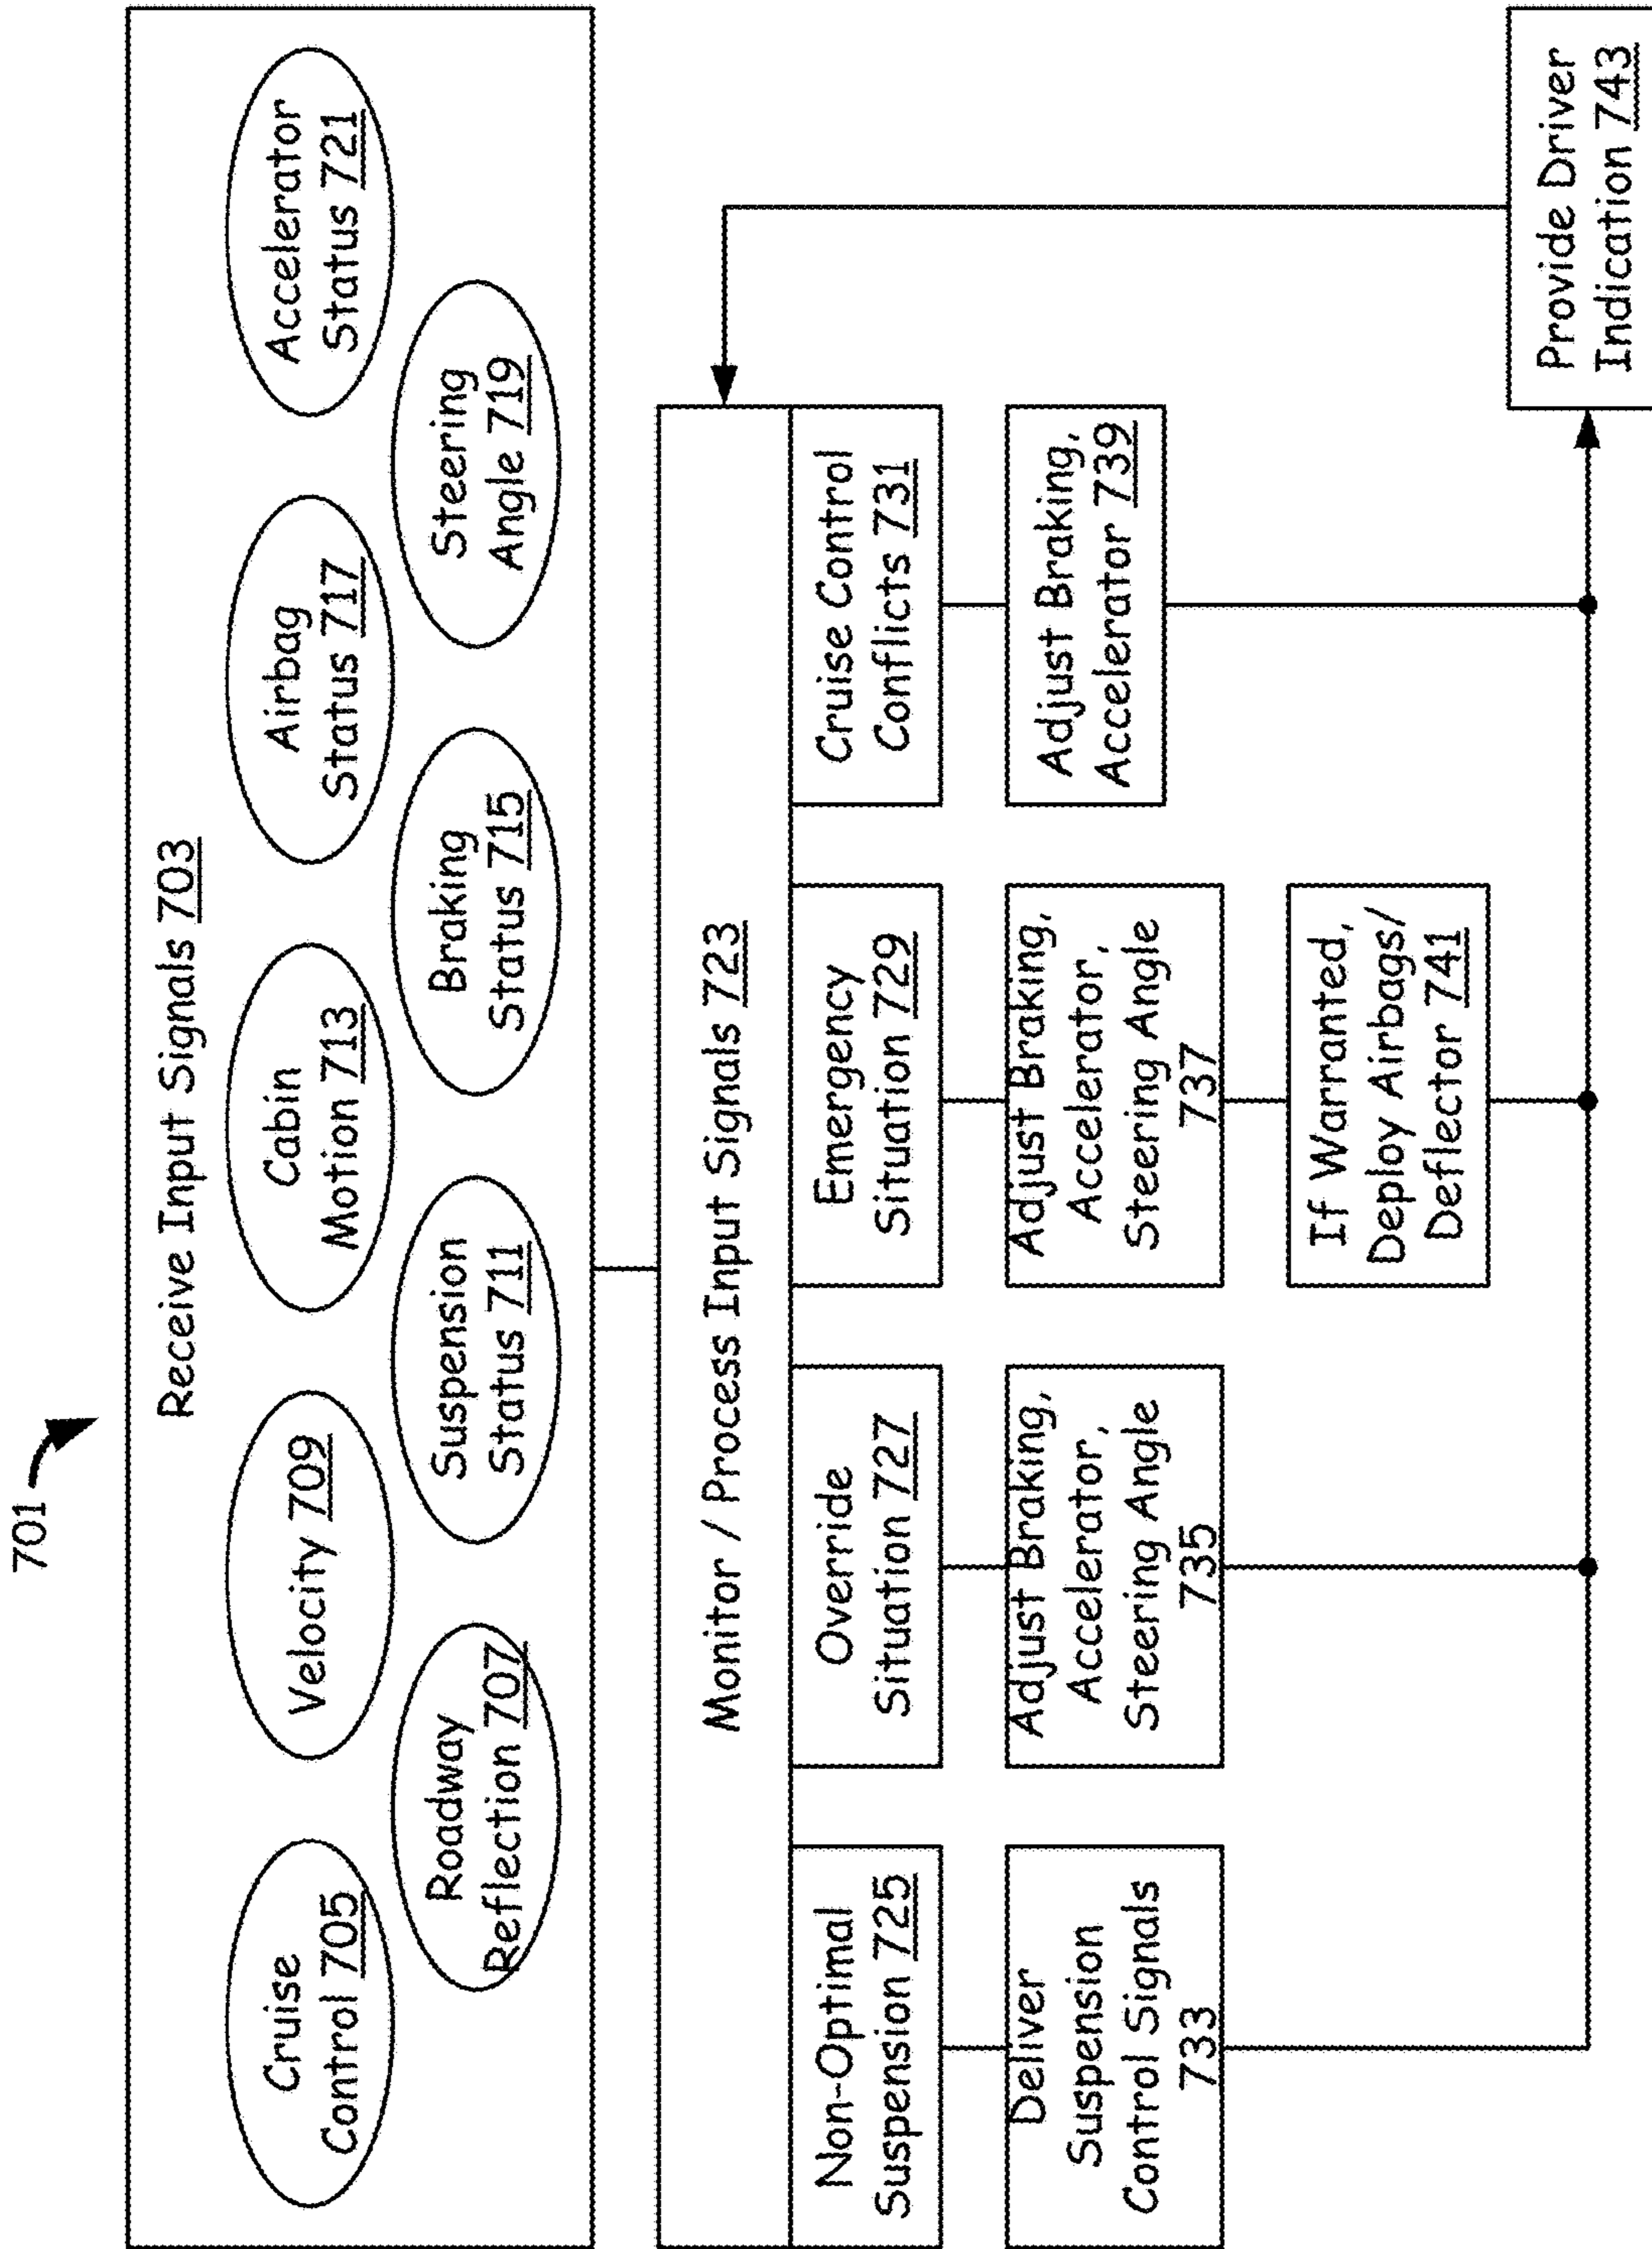 701
Receive Input Signals 703
Cruise
Control 705
Velocity 709
Cabin
Motion 713
Airbag
Status 717
Accelerator
Status 721
Roadway
Reflection 707
Suspension
Status 711
Braking
Status 715
Steering
Angle 719
Monitor / Process Input Signals 723
Non-Optimal
Suspension 725
Override
Situation 727
Emergency
Situation 729
Cruise Control
Conflicts 731
Deliver
Suspension
Control Signals
733
Adjust Braking,
Accelerator,
Steering Angle
735
Adjust Braking,
Accelerator,
Steering Angle
737
Adjust Braking,
Accelerator 739
If Warranted,
Deploy Airbags/
Deflector 741
Provide Driver
Indication 743